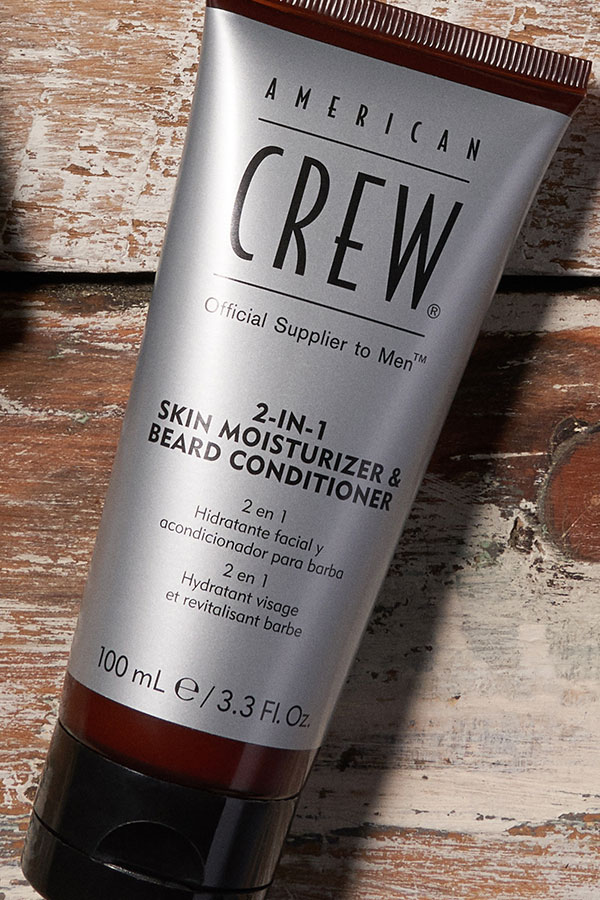 AMERICAN
CREW®
Official Supplier to Men™
2-IN-1
SKIN MOISTURIZER &
BEARD CONDITIONER
2 en 1
Hidratante facial y
acondicionador para barba
2 en 1
Hydratant visage
et revitalisant barbe
100 mL ℮ / 3.3 Fl. Oz.